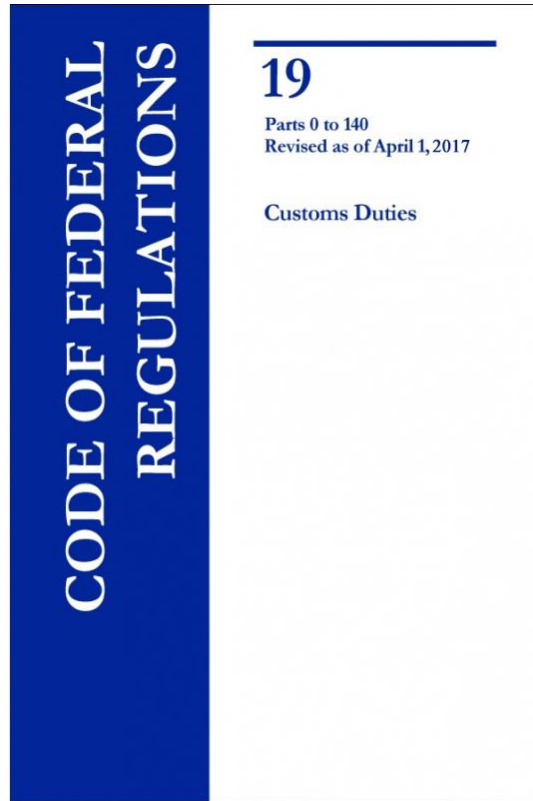 CODE OF FEDERAL
REGULATIONS
19
Parts 0 to 140
Revised as of April 1, 2017
Customs Duties